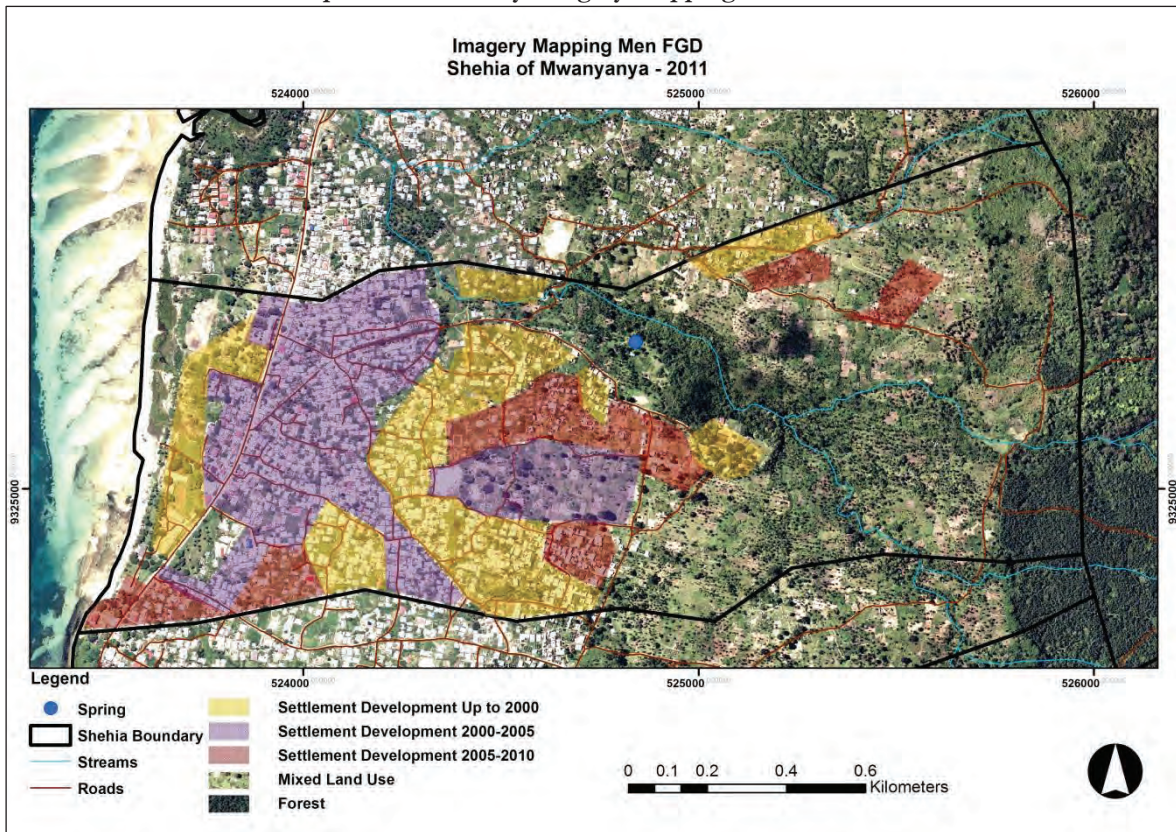 Imagery Mapping Men FGD
Shehia of Mwanyanya - 2011
524000
525000
526000
9325000
9325000
524000
525000
526000
Legend
Spring
Shehia Boundary
Streams
Roads
Settlement Development Up to 2000
Settlement Development 2000-2005
Settlement Development 2005-2010
Mixed Land Use
Forest
0 0.1 0.2 0.4 0.6
Kilometers